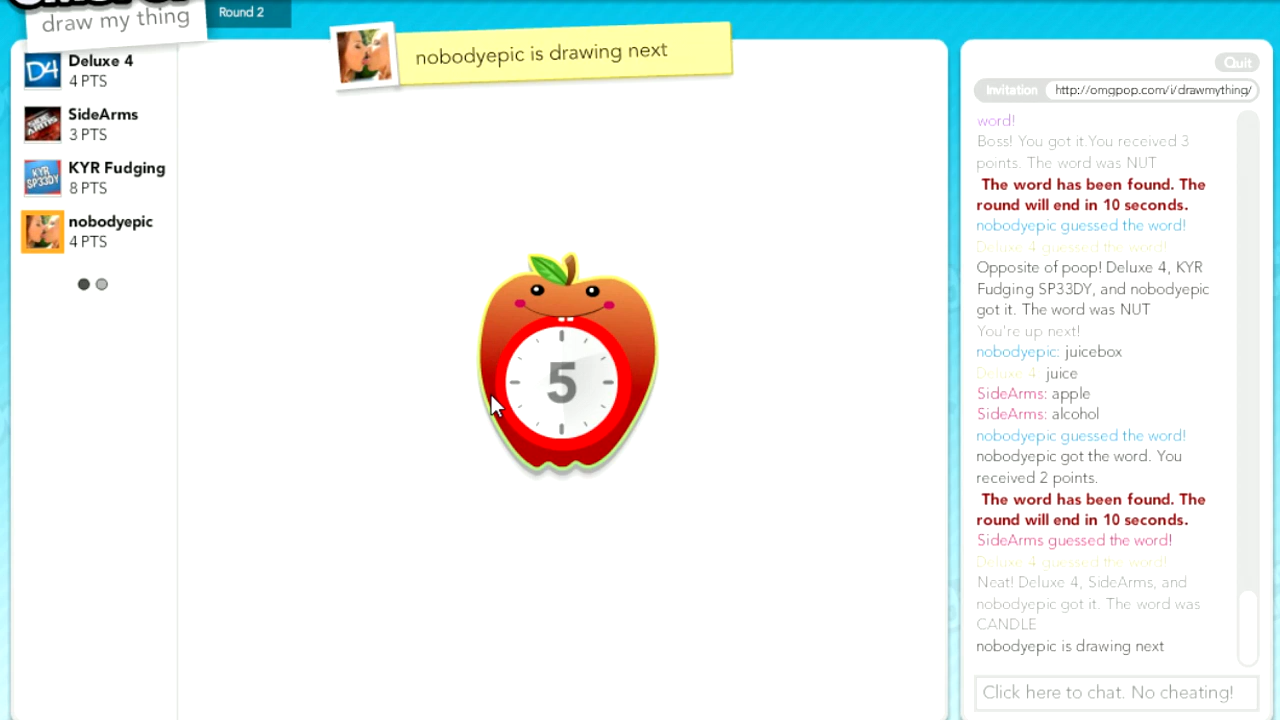 draw my thing
Round 2
nobodyepic is drawing next
D4
Deluxe 4
4 PTS
SideArms
3 PTS
KYR
SP33DY
KYR Fudging
8 PTS
nobodyepic
4 PTS
5
Quit
Invitation http://omgpop.com/i/drawmything/
word!
Boss! You got it.You received 3
points. The word was NUT
The word has been found. The
round will end in 10 seconds.
nobodyepic guessed the word!
Deluxe 4 guessed the word!
Opposite of poop! Deluxe 4, KYR
Fudging SP33DY, and nobodyepic
got it. The word was NUT
You're up next!
nobodyepic: juicebox
Deluxe 4: juice
SideArms: apple
SideArms: alcohol
nobodyepic guessed the word!
nobodyepic got the word. You
received 2 points.
The word has been found. The
round will end in 10 seconds.
SideArms guessed the word!
Deluxe 4 guessed the word!
Neat! Deluxe 4, SideArms, and
nobodyepic got it. The word was
CANDLE
nobodyepic is drawing next
Click here to chat. No cheating!